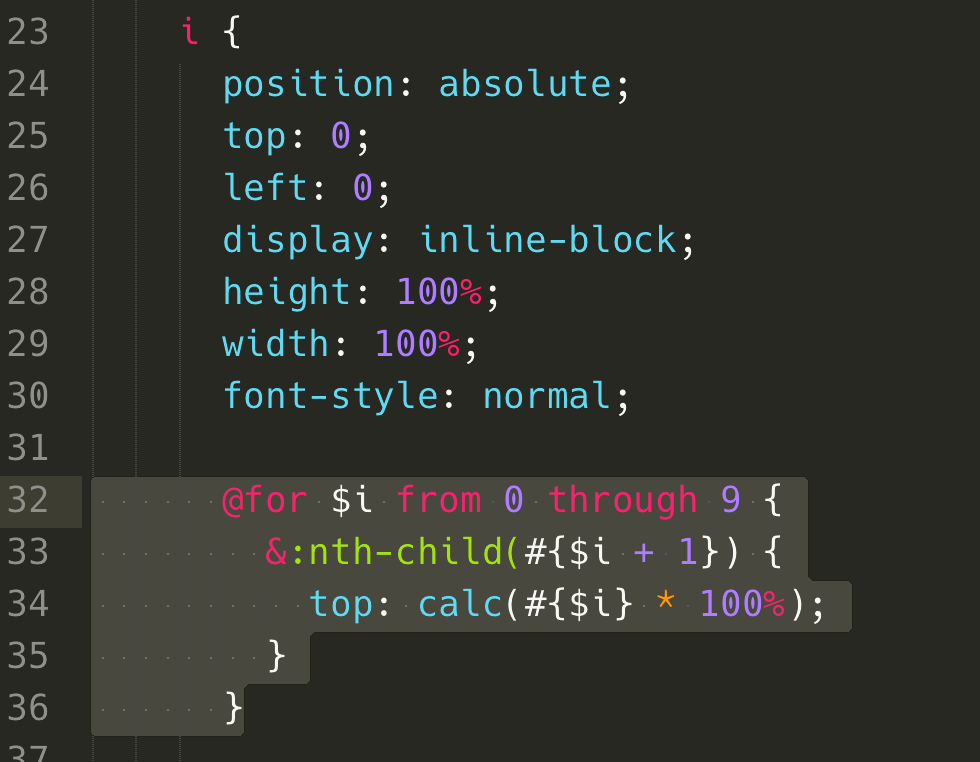 23 i {
24 position: absolute;
25 top: 0;
26 left: 0;
27 display: inline-block;
28 height: 100%;
29 width: 100%;
30 font-style: normal;
31
32 @for $i from 0 through 9 {
33 &:nth-child(#{$i + 1}) {
34 top: calc(#{$i} * 100%);
35 }
36 }
37